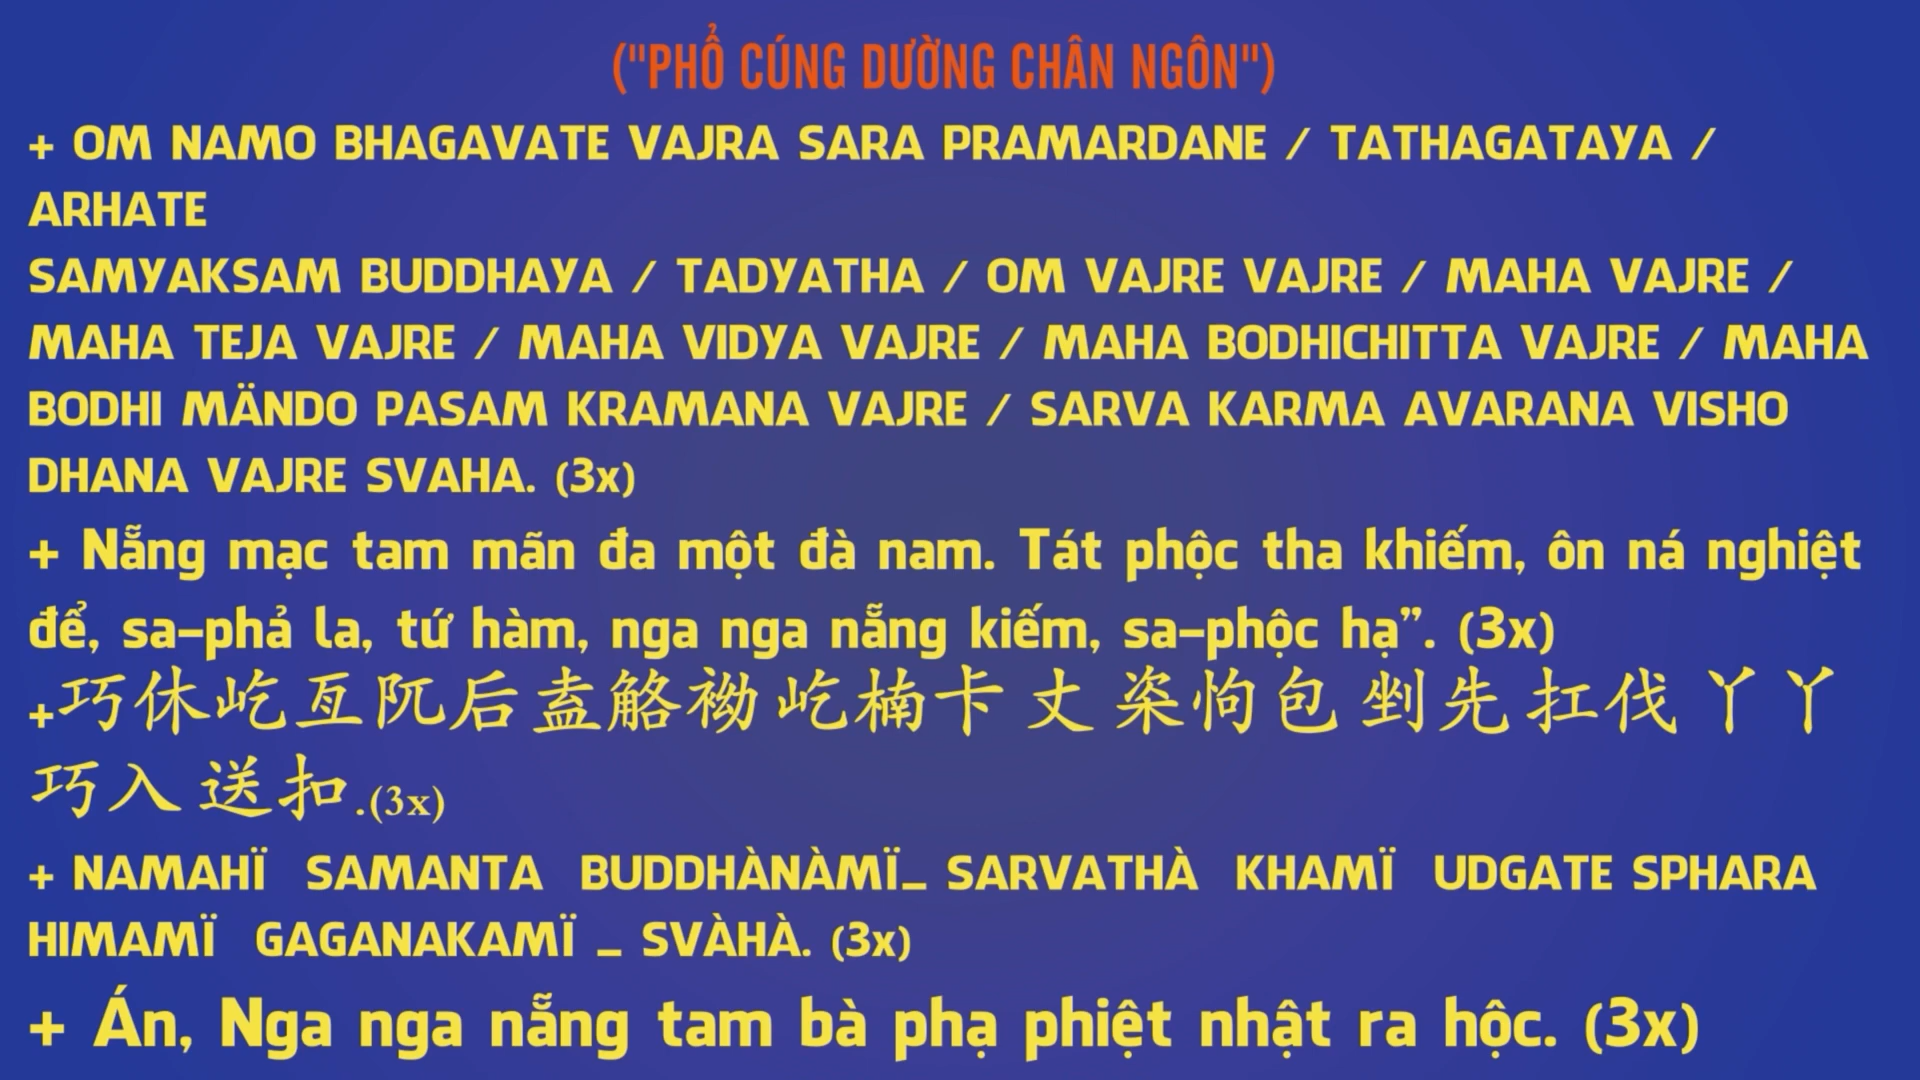 ("PHỔ CÚNG DƯỜNG CHÂN NGÔN")
+ OM NAMO BHAGAVATE VAJRA SARA PRAMARDANE / TATHAGATAYA /
ARHATE
SAMYAKSAM BUDDHAYA / TADYATHA / OM VAJRE VAJRE / MAHA VAJRE /
MAHA TEJA VAJRE / MAHA VIDYA VAJRE / MAHA BODHICHITTA VAJRE / MAHA
BODHI MÄNDO PASAM KRAMANA VAJRE / SARVA KARMA AVARANA VISHO
DHANA VAJRE SVAHA. (3x)
+ Nẵng mạc tam mãn đa một đà nam. Tát phộc tha khiếm, ôn ná nghiệt
để, sa-phả la, tứ hàm, nga nga nẵng kiếm, sa-phộc hạ”. (3x)
+巧休屹亙阢后盍觡袎屹楠卡丈粢怐包剉先扛伐丫丫
巧入送扣.(3x)
+ NAMAHÏ SAMANTA BUDDHÀNÀMÏ_ SARVATHÀ KHAMÏ UDGATE SPHARA
HIMAMÏ GAGANAKAMÏ _ SVÀHÀ. (3x)
+ Án, Nga nga nẵng tam bà phạ phiệt nhật ra học. (3x)